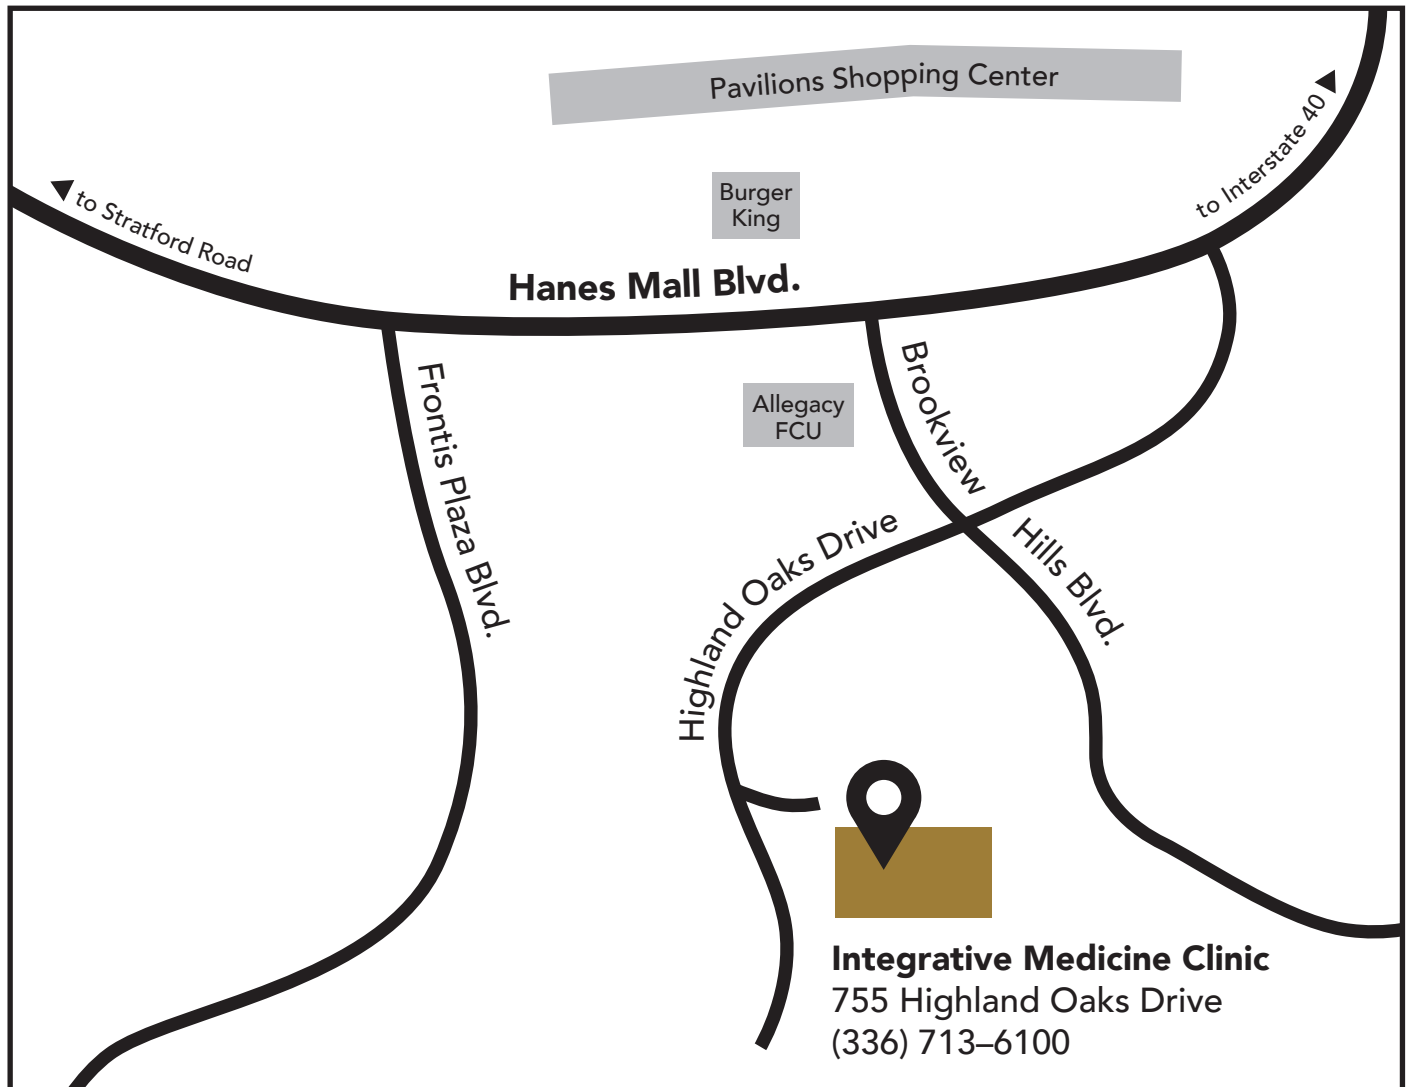 Pavilions Shopping Center
to Interstate 40
Burger
King
to Stratford Road
Hanes Mall Blvd.
Frontis Plaza Blvd.
Allegacy
FCU
Brookview
Hills Blvd.
Highland Oaks Drive
Integrative Medicine Clinic
755 Highland Oaks Drive
(336) 713–6100